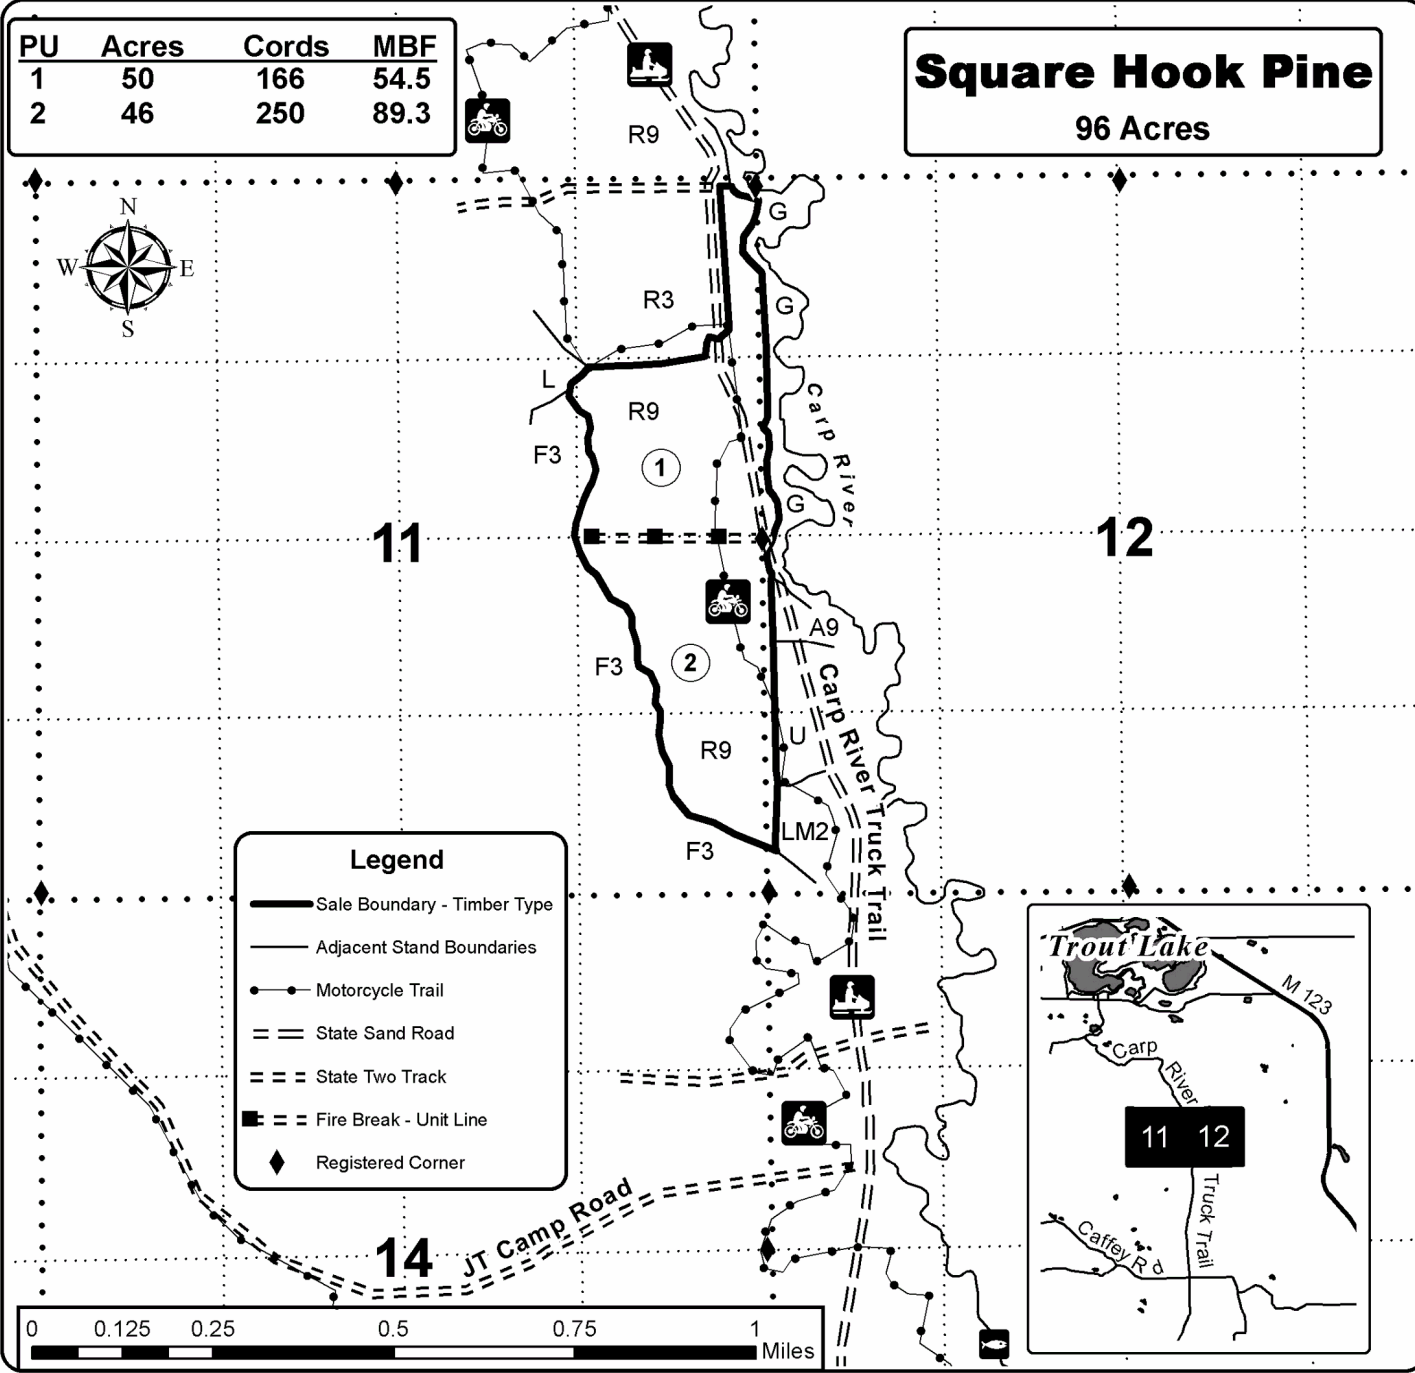 PU Acres Cords MBF
1 50 166 54.5
2 46 250 89.3
Square Hook Pine
96 Acres
N
W E
S
R9
G
R3
G
L
R9
F3
1
Carp River
G
11
12
A9
F3
2
Carp River Truck Trail
U
R9
LM2
F3
Legend
Sale Boundary - Timber Type
Adjacent Stand Boundaries
Motorcycle Trail
State Sand Road
State Two Track
Fire Break - Unit Line
Registered Corner
JT Camp Road
14
Trout Lake
M 123
Carp River
11 12
Truck Trail
Caffey Rd
0 0.125 0.25 0.5 0.75 1
Miles